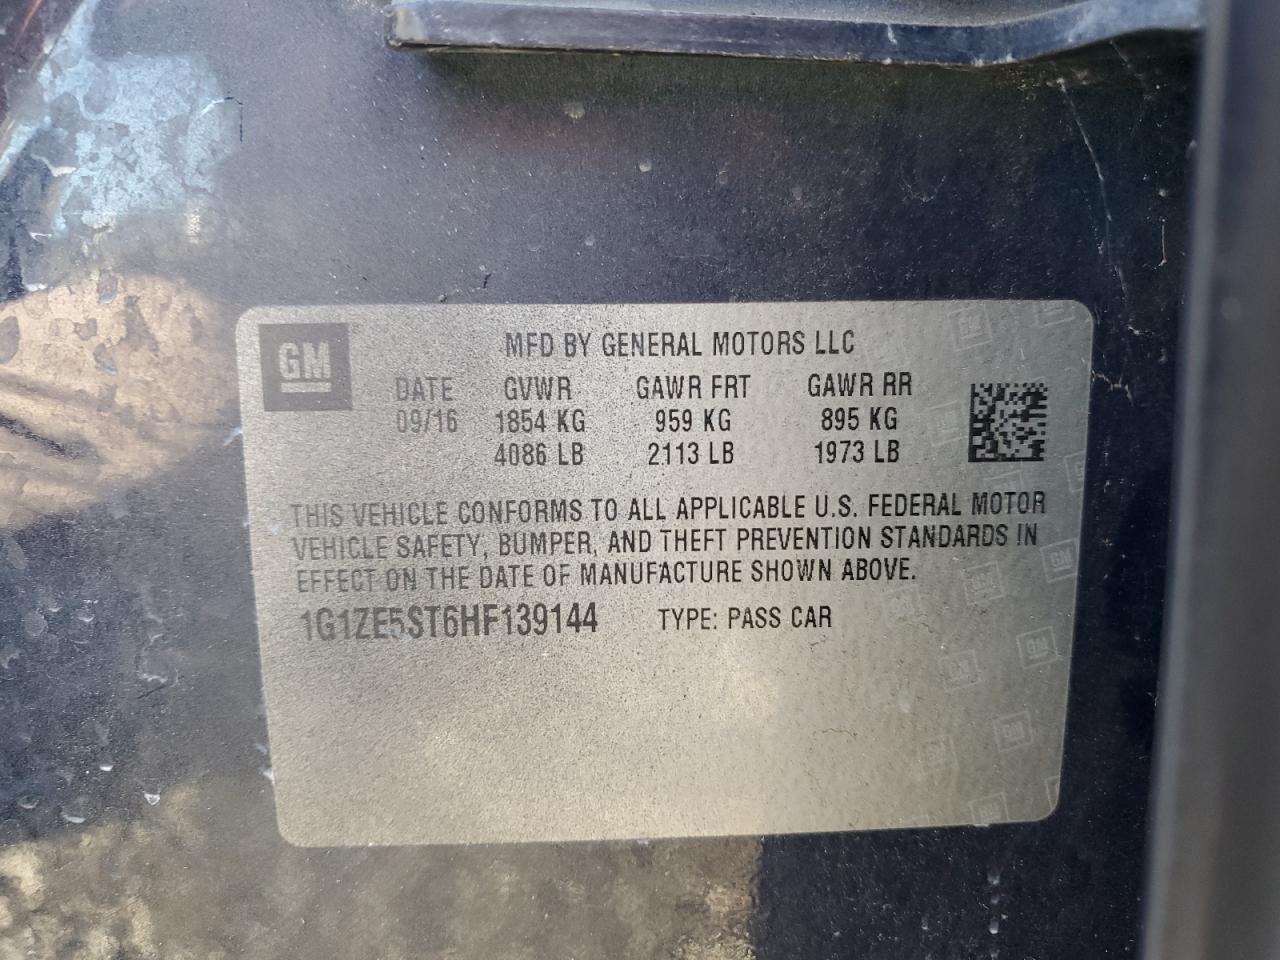 GM
MFD BY GENERAL MOTORS LLC
DATE GVWR GAWR FRT GAWR RR
09/16 1854 KG 959 KG 895 KG
4086 LB 2113 LB 1973 LB
THIS VEHICLE CONFORMS TO ALL APPLICABLE U.S. FEDERAL MOTOR
VEHICLE SAFETY, BUMPER, AND THEFT PREVENTION STANDARDS IN
EFFECT ON THE DATE OF MANUFACTURE SHOWN ABOVE.
1G1ZE5ST6HF139144 TYPE: PASS CAR